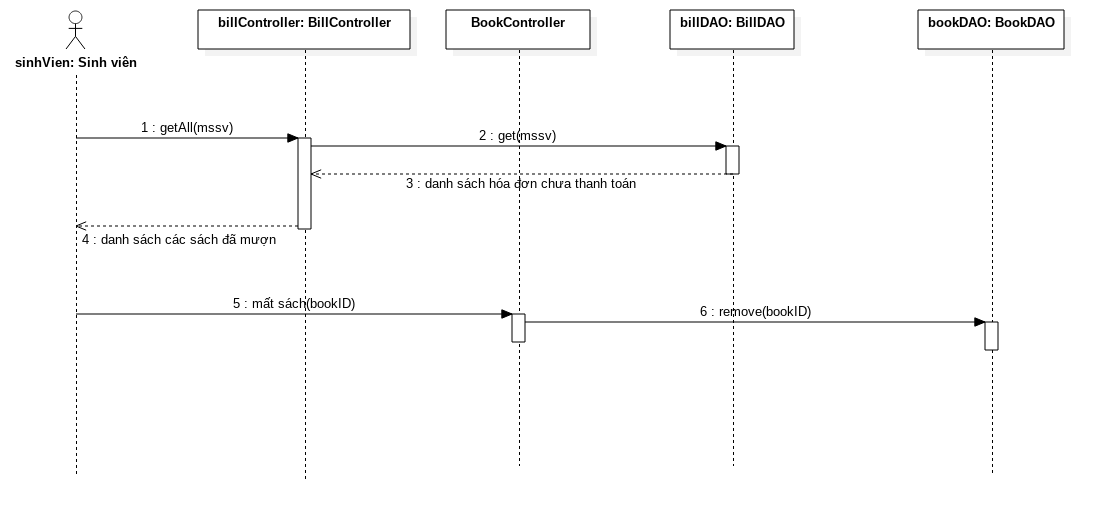 sinhVien: Sinh viên
billController: BillController
BookController
billDAO: BillDAO
bookDAO: BookDAO
1 : getAll(mssv)
2 : get(mssv)
3 : danh sách hóa đơn chưa thanh toán
4 : danh sách các sách đã mượn
5 : mất sách(bookID)
6 : remove(bookID)